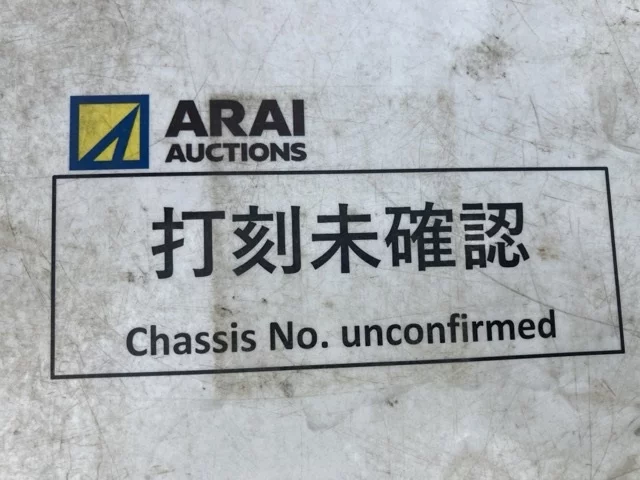 ARAI
AUCTIONS
打刻未確認
Chassis No. unconfirmed